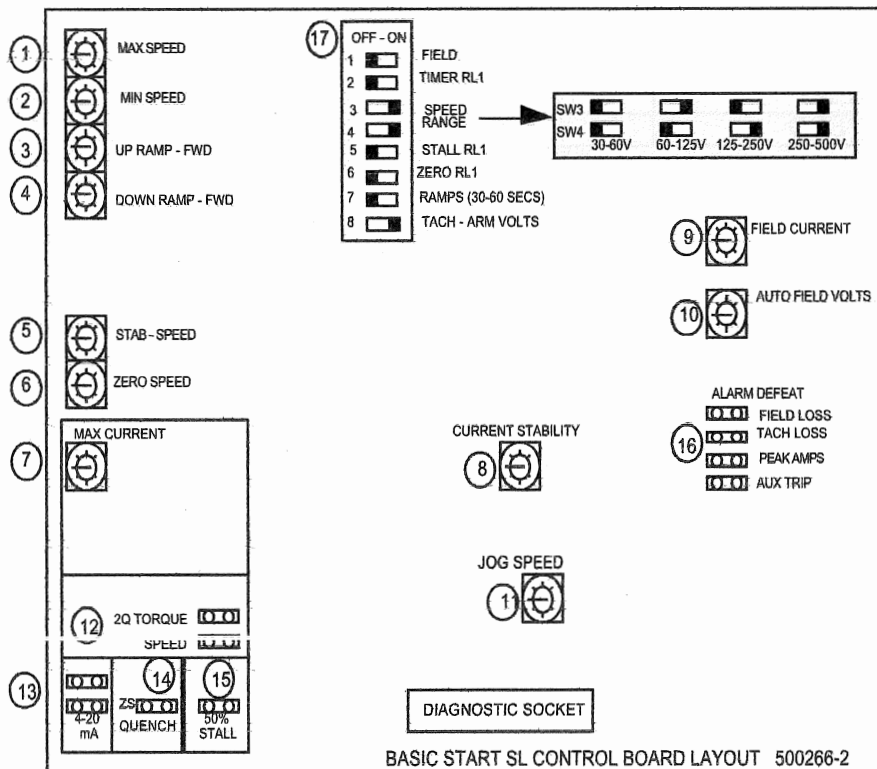 1 MAX SPEED
2 MIN SPEED
3 UP RAMP - FWD
4 DOWN RAMP - FWD
5 STAB - SPEED
6 ZERO SPEED
7 MAX CURRENT
12 2Q TORQUE
SPEED
13 4-20 mA
14 ZS QUENCH
15 50% STALL
17 OFF - ON
1 FIELD
2 TIMER RL1
3 SPEED
4 RANGE
5 STALL RL1
6 ZERO RL1
7 RAMPS (30-60 SECS)
8 TACH - ARM VOLTS
SW3
SW4
30-60V 60-125V 125-250V 250-500V
9 FIELD CURRENT
10 AUTO FIELD VOLTS
ALARM DEFEAT
16 FIELD LOSS
TACH LOSS
PEAK AMPS
AUX TRIP
CURRENT STABILITY
8
JOG SPEED
11
DIAGNOSTIC SOCKET
BASIC START SL CONTROL BOARD LAYOUT 500266-2